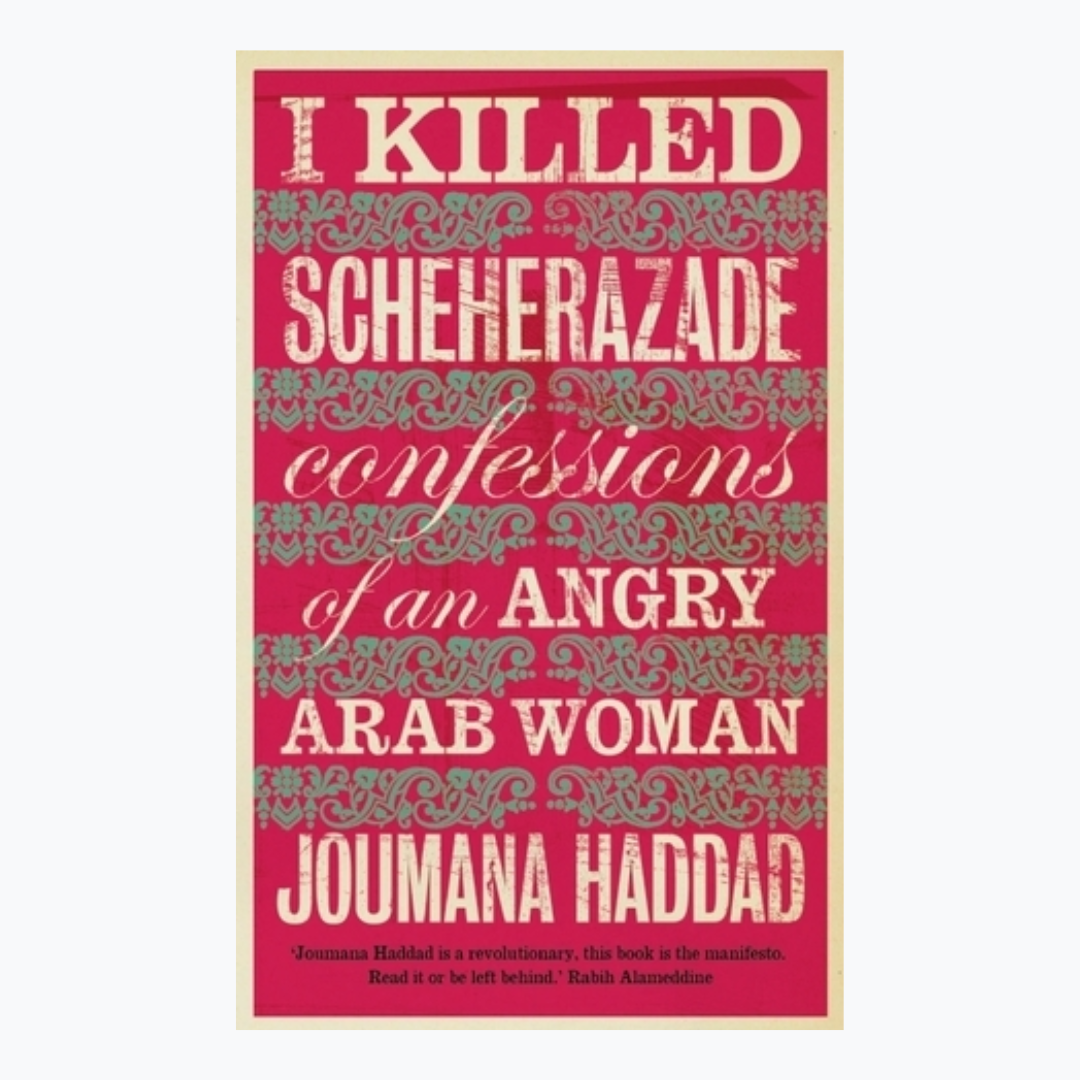 I KILLED
SCHEHERAZADE
confessions
of an ANGRY
ARAB WOMAN
JOUMANA HADDAD
‘Joumana Haddad is a revolutionary, this book is the manifesto.
Read it or be left behind.’ Rabih Alameddine